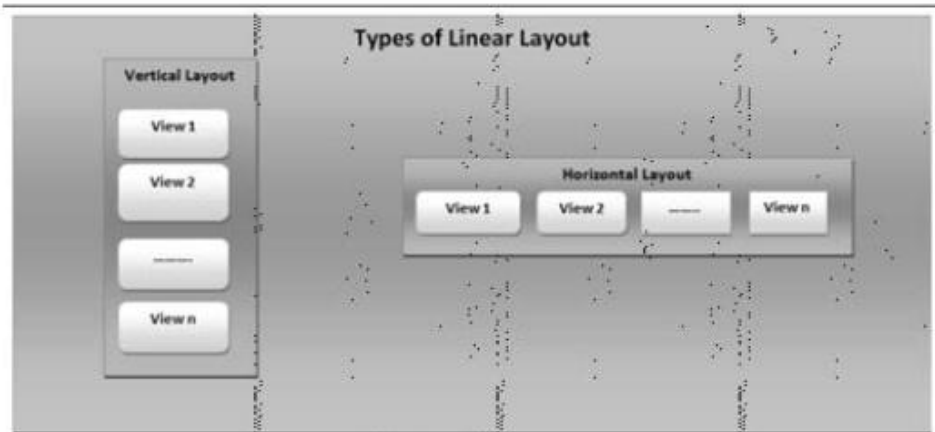 Types of Linear Layout
Vertical Layout
View 1
View 2
---------
View n
Horizontal Layout
View 1
View 2
---------
View n